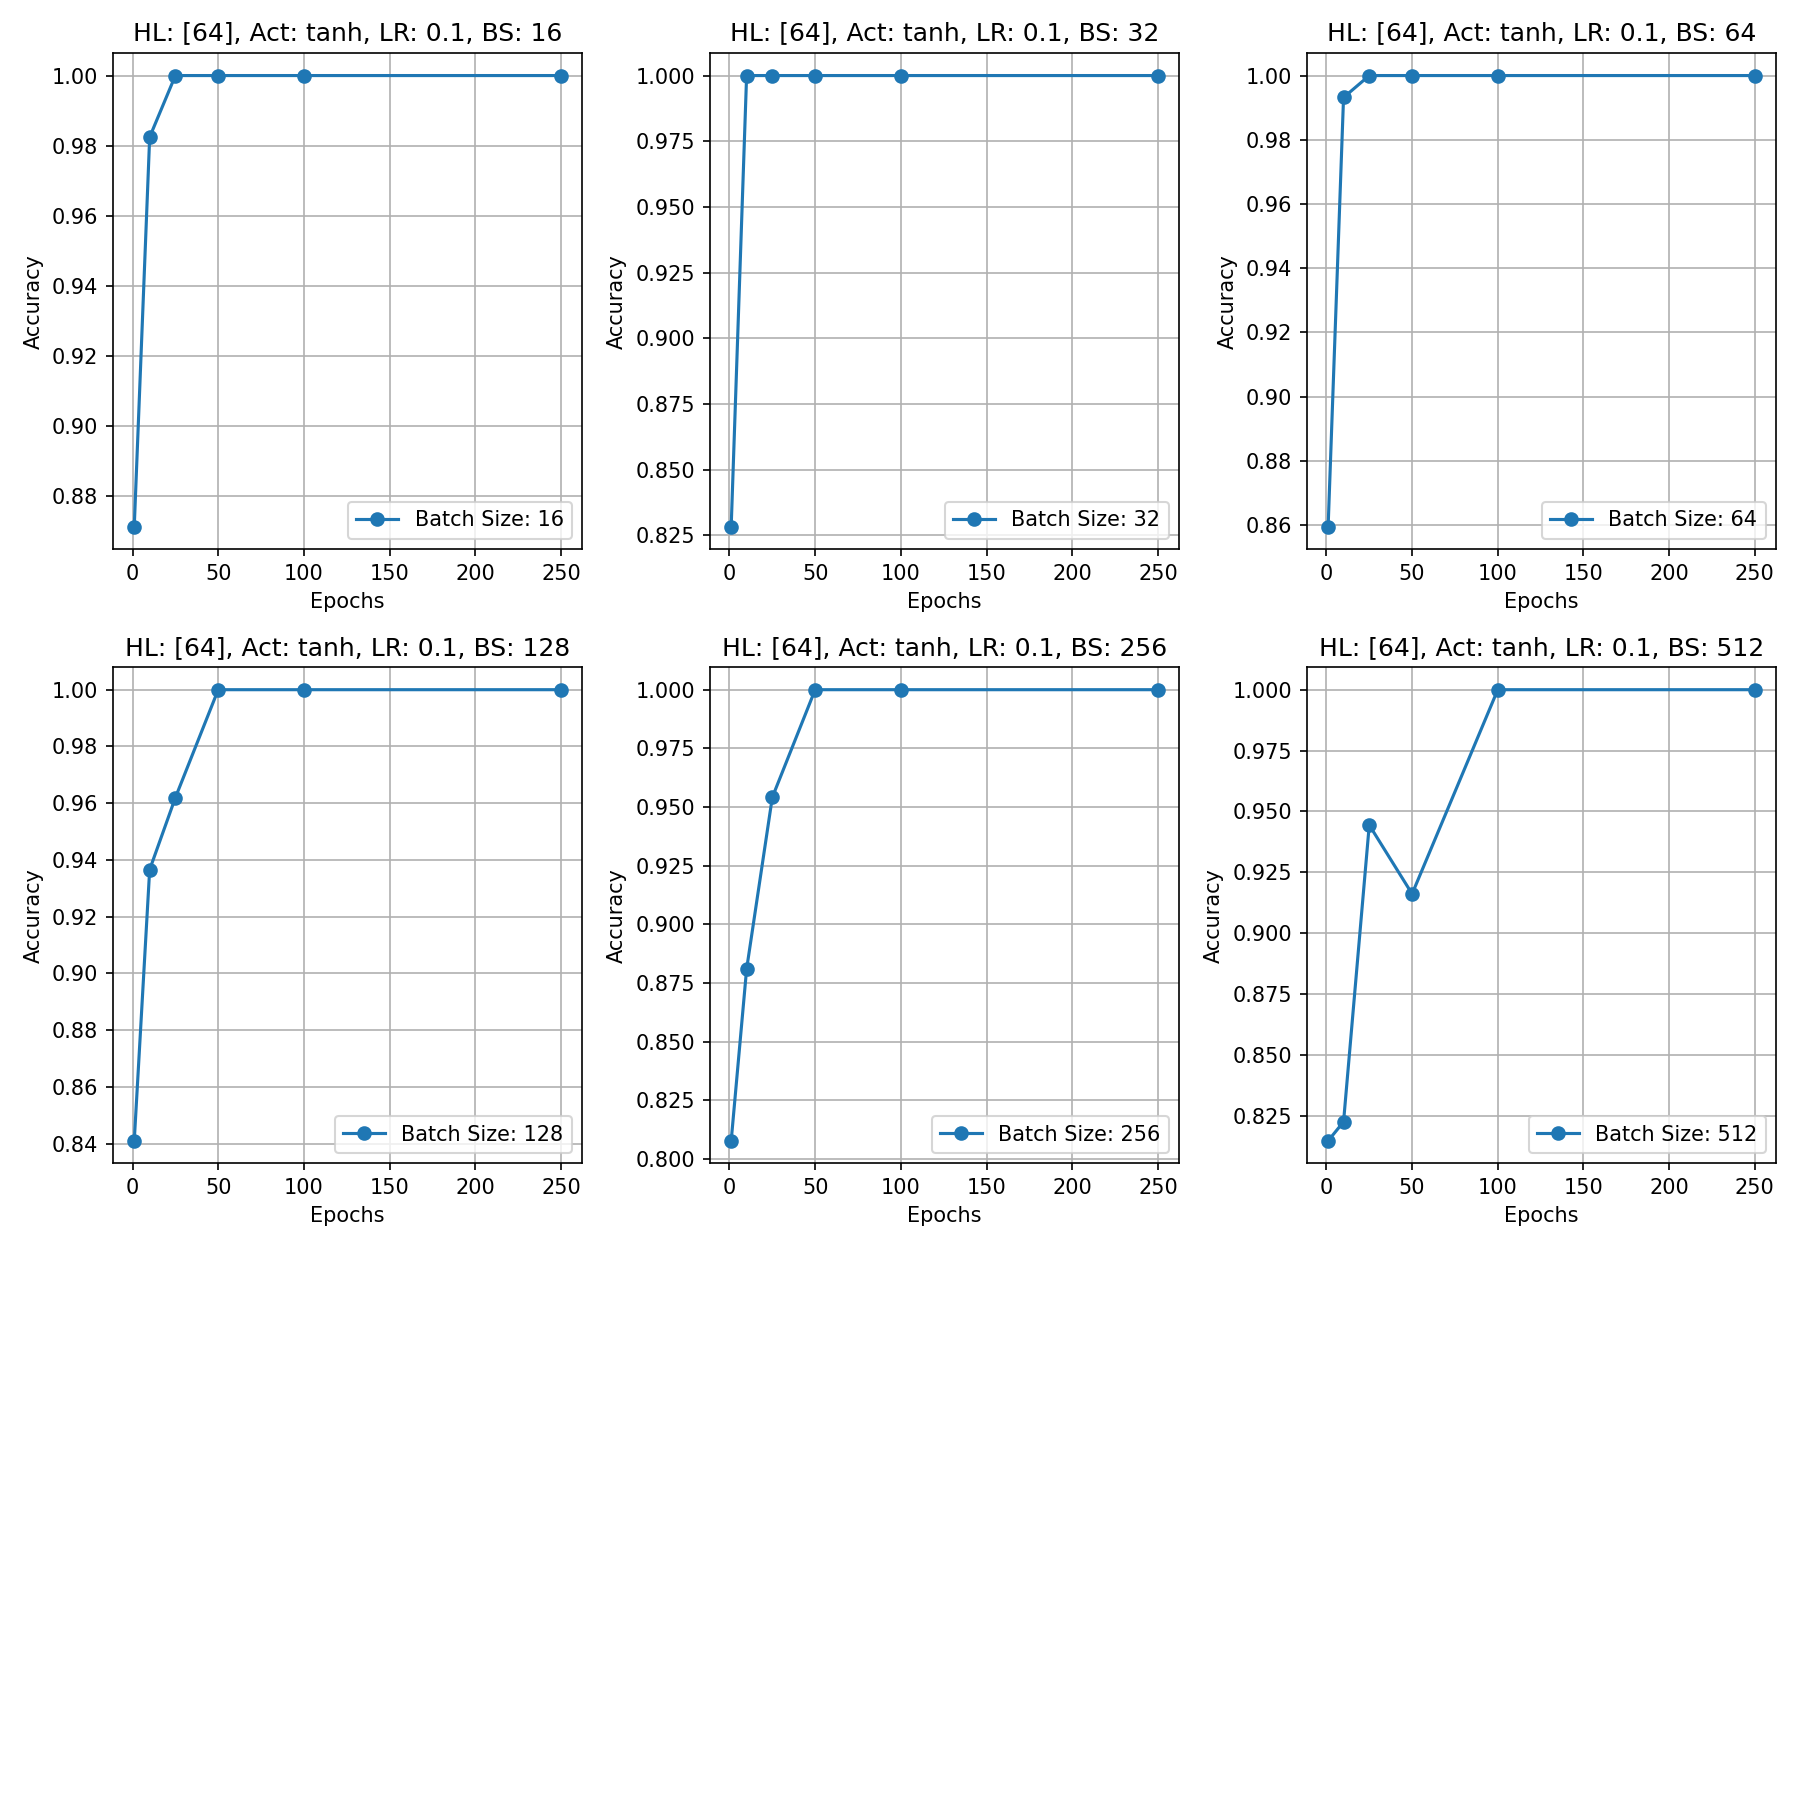 HL: [64], Act: tanh, LR: 0.1, BS: 16
1.00
0.98
0.96
0.94
0.92
0.90
0.88
Accuracy
Batch Size: 16
0 50 100 150 200 250
Epochs
HL: [64], Act: tanh, LR: 0.1, BS: 32
1.000
0.975
0.950
0.925
0.900
0.875
0.850
0.825
Accuracy
Batch Size: 32
0 50 100 150 200 250
Epochs
HL: [64], Act: tanh, LR: 0.1, BS: 64
1.00
0.98
0.96
0.94
0.92
0.90
0.88
0.86
Accuracy
Batch Size: 64
0 50 100 150 200 250
Epochs
HL: [64], Act: tanh, LR: 0.1, BS: 128
1.00
0.98
0.96
0.94
0.92
0.90
0.88
0.86
0.84
Accuracy
Batch Size: 128
0 50 100 150 200 250
Epochs
HL: [64], Act: tanh, LR: 0.1, BS: 256
1.000
0.975
0.950
0.925
0.900
0.875
0.850
0.825
0.800
Accuracy
Batch Size: 256
0 50 100 150 200 250
Epochs
HL: [64], Act: tanh, LR: 0.1, BS: 512
1.000
0.975
0.950
0.925
0.900
0.875
0.850
0.825
Accuracy
Batch Size: 512
0 50 100 150 200 250
Epochs